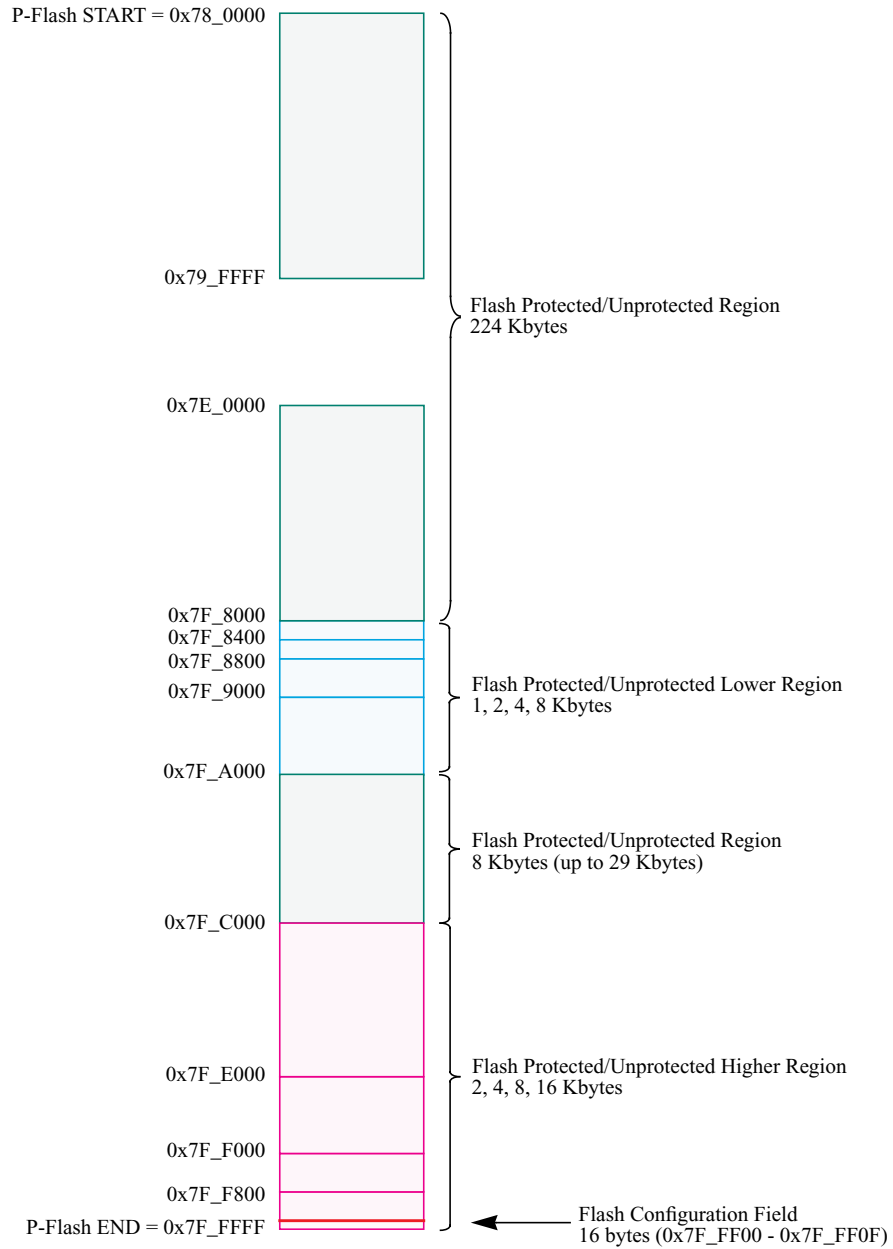 P-Flash START = 0x78_0000
0x79_FFFF
Flash Protected/Unprotected Region
224 Kbytes
0x7E_0000
0x7F_8000
0x7F_8400
0x7F_8800
0x7F_9000
Flash Protected/Unprotected Lower Region
1, 2, 4, 8 Kbytes
0x7F_A000
Flash Protected/Unprotected Region
8 Kbytes (up to 29 Kbytes)
0x7F_C000
Flash Protected/Unprotected Higher Region
2, 4, 8, 16 Kbytes
0x7F_E000
0x7F_F000
0x7F_F800
P-Flash END = 0x7F_FFFF
Flash Configuration Field
16 bytes (0x7F_FF00 - 0x7F_FF0F)